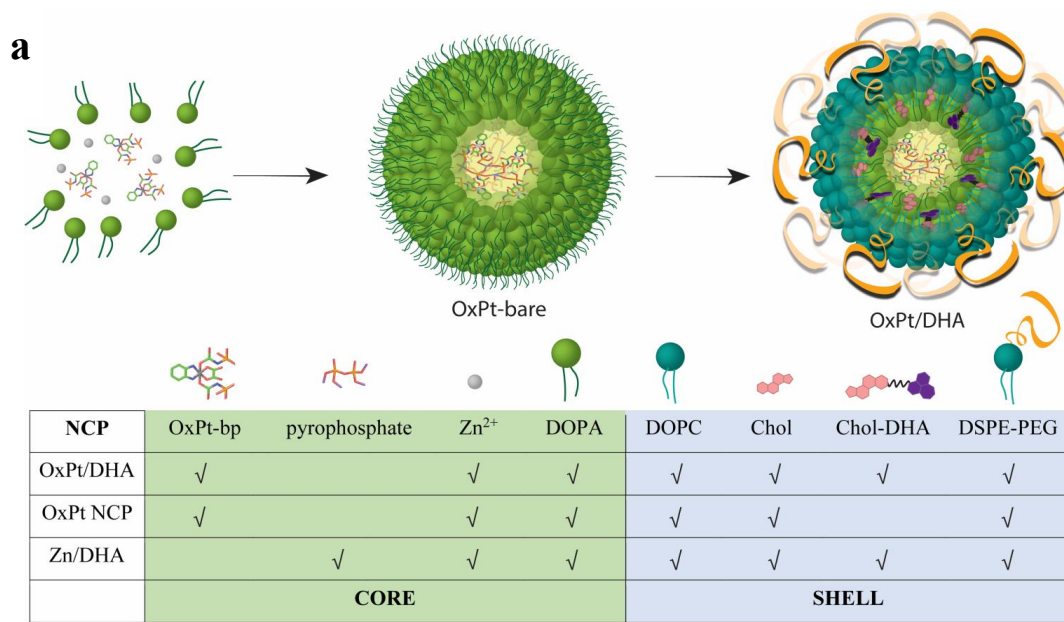 a
OxPt-bare
OxPt/DHA
NCP OxPt-bp pyrophosphate Zn²⁺ DOPA DOPC Chol Chol-DHA DSPE-PEG
OxPt/DHA √ √ √ √ √ √ √
OxPt NCP √ √ √ √ √ √
Zn/DHA √ √ √ √ √ √ √
CORE SHELL